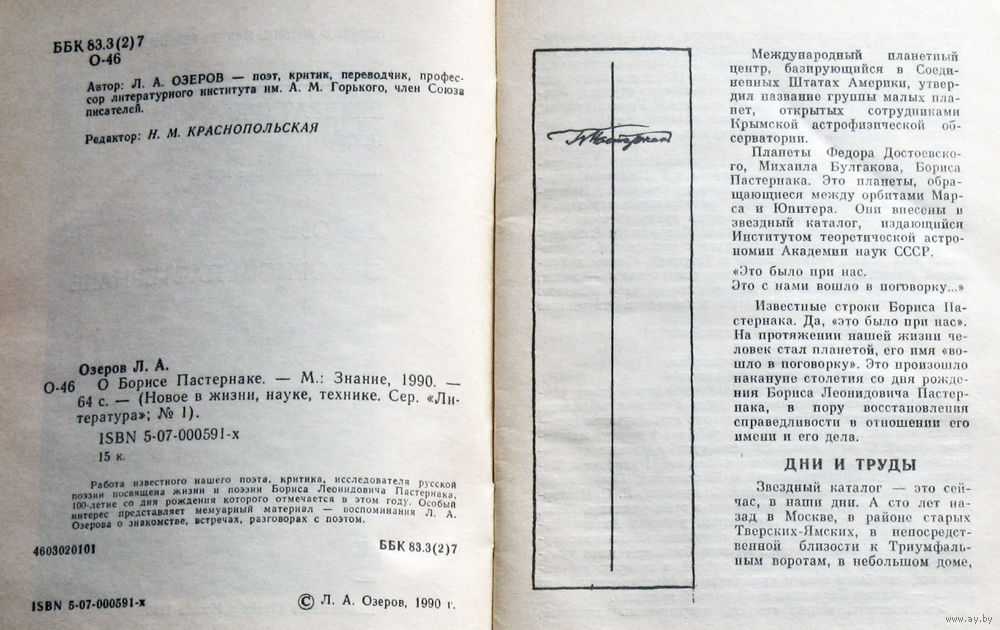 ББК 83.3(2)7
О-46
Автор: Л. А. ОЗЕРОВ — поэт, критик, переводчик, профес-
сор литературного института им. А. М. Горького, член Союза
писателей.
Редактор: Н. М. КРАСНОПОЛЬСКАЯ
Озеров Л. А.
О-46 О Борисе Пастернаке. — М.: Знание, 1990. —
64 с. — (Новое в жизни, науке, технике. Сер. «Ли-
тература»; № 1).
ISBN 5-07-000591-х
15 к.
Работа известного нашего поэта, критика, исследователя русской
поэзии посвящена жизни и поэзии Бориса Леонидовича Пастернака,
100-летие со дня рождения которого отмечается в этом году. Особый
интерес представляет мемуарный материал — воспоминания Л. А.
Озерова о знакомстве, встречах, разговорах с поэтом.
4603020101
ББК 83.3(2)7
ISBN 5-07-000591-х
© Л. А. Озеров, 1990 г.
Б. Пастернак
Международный планетный
центр, базирующийся в Соеди-
ненных Штатах Америки, утвер-
дил название группы малых пла-
нет, открытых сотрудниками
Крымской астрофизической об-
серватории.
Планеты Федора Достоевско-
го, Михаила Булгакова, Бориса
Пастернака. Это планеты, обра-
щающиеся между орбитами Мар-
са и Юпитера. Они внесены в
звездный каталог, издающийся
Институтом теоретической астро-
номии Академии наук СССР.
«Это было при нас.
Это с нами вошло в поговорку...»
Известные строки Бориса Па-
стернака. Да, «это было при нас».
На протяжении нашей жизни че-
ловек стал планетой, его имя «во-
шло в поговорку». Это произошло
накануне столетия со дня рожде-
ния Бориса Леонидовича Пастер-
нака, в пору восстановления
справедливости в отношении его
имени и его дела.
ДНИ И ТРУДЫ
Звездный каталог — это сей-
час, в наши дни. А сто лет на-
зад в Москве, в районе старых
Тверских-Ямских, в непосредст-
венной близости к Триумфаль-
ным воротам, в небольшом доме,
www.ay.by